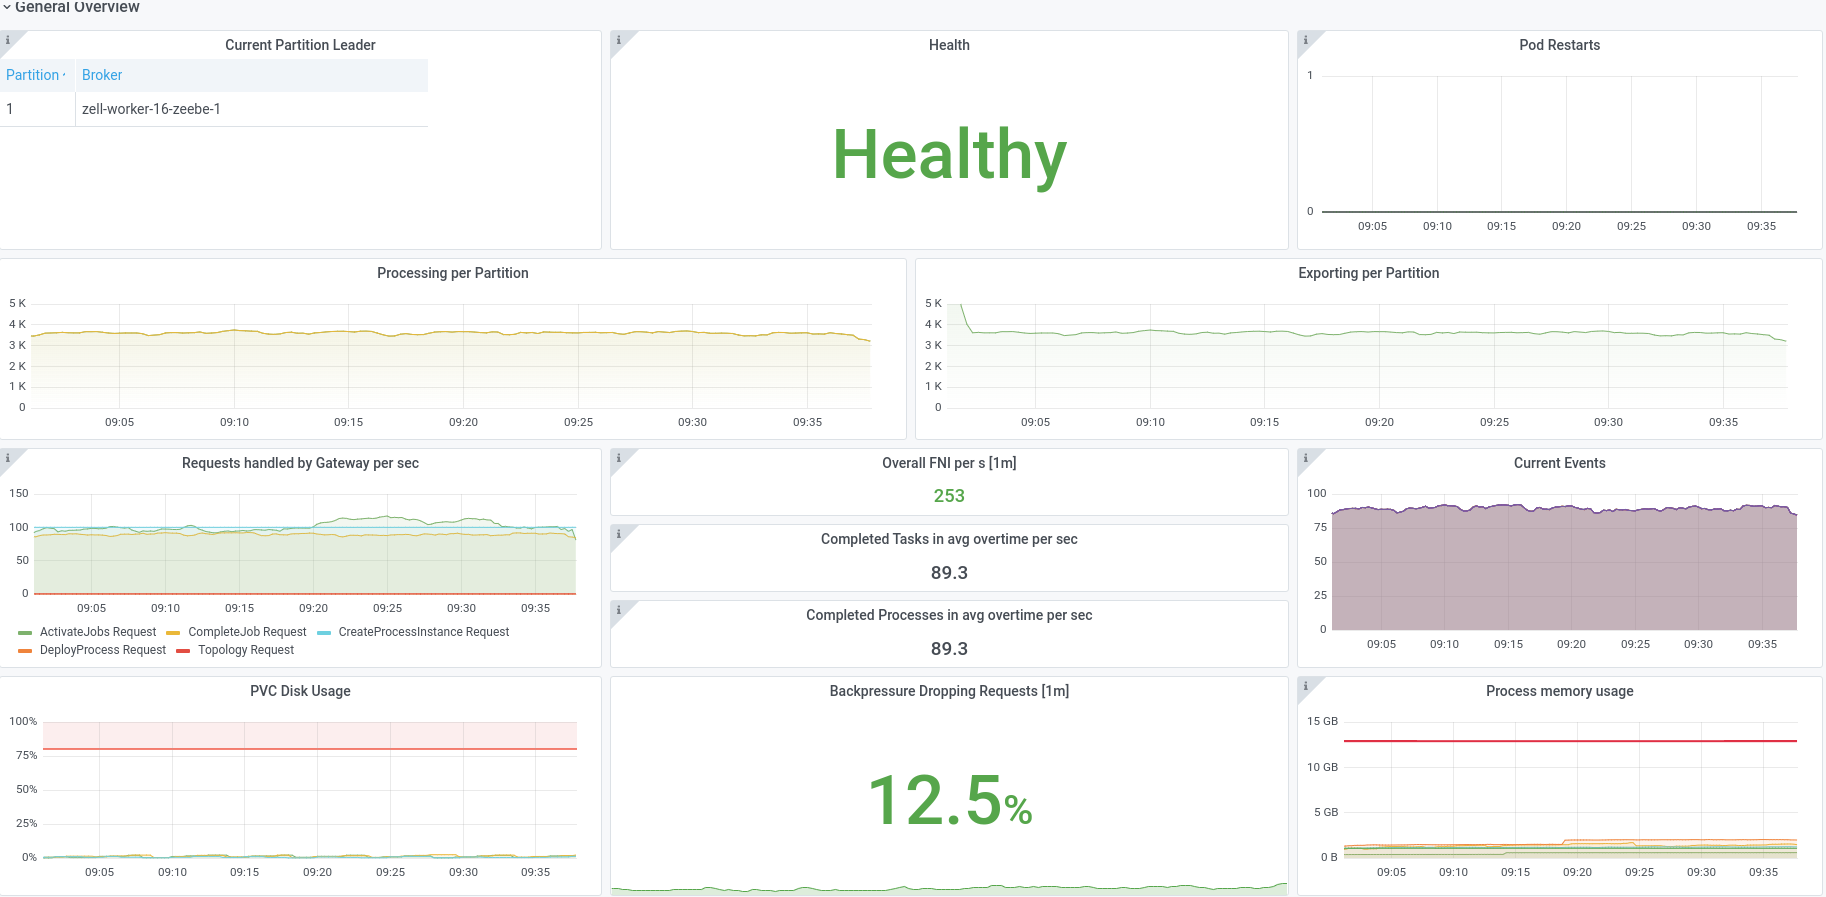 General Overview
Current Partition Leader
Partition
Broker
1
zell-worker-16-zeebe-1
Health
Healthy
Pod Restarts
1
0
09:05 09:10 09:15 09:20 09:25 09:30 09:35
Processing per Partition
5 K
4 K
3 K
2 K
1 K
0
09:05 09:10 09:15 09:20 09:25 09:30 09:35
Exporting per Partition
5 K
4 K
3 K
2 K
1 K
0
09:05 09:10 09:15 09:20 09:25 09:30 09:35
Requests handled by Gateway per sec
150
100
50
0
09:05 09:10 09:15 09:20 09:25 09:30 09:35
ActivateJobs Request CompleteJob Request CreateProcessInstance Request
DeployProcess Request Topology Request
Overall FNI per s [1m]
253
Completed Tasks in avg overtime per sec
89.3
Completed Processes in avg overtime per sec
89.3
Current Events
100
75
50
25
0
09:05 09:10 09:15 09:20 09:25 09:30 09:35
PVC Disk Usage
100%
75%
50%
25%
0%
09:05 09:10 09:15 09:20 09:25 09:30 09:35
Backpressure Dropping Requests [1m]
12.5%
Process memory usage
15 GB
10 GB
5 GB
0 B
09:05 09:10 09:15 09:20 09:25 09:30 09:35